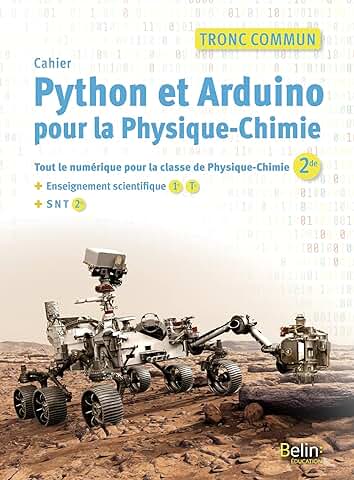 TRONC COMMUN
Cahier
Python et Arduino
pour la Physique-Chimie
Tout le numérique pour la classe de Physique-Chimie 2de
+ Enseignement scientifique 1re T
+ SNT 2de
Belin:
ÉDUCATION